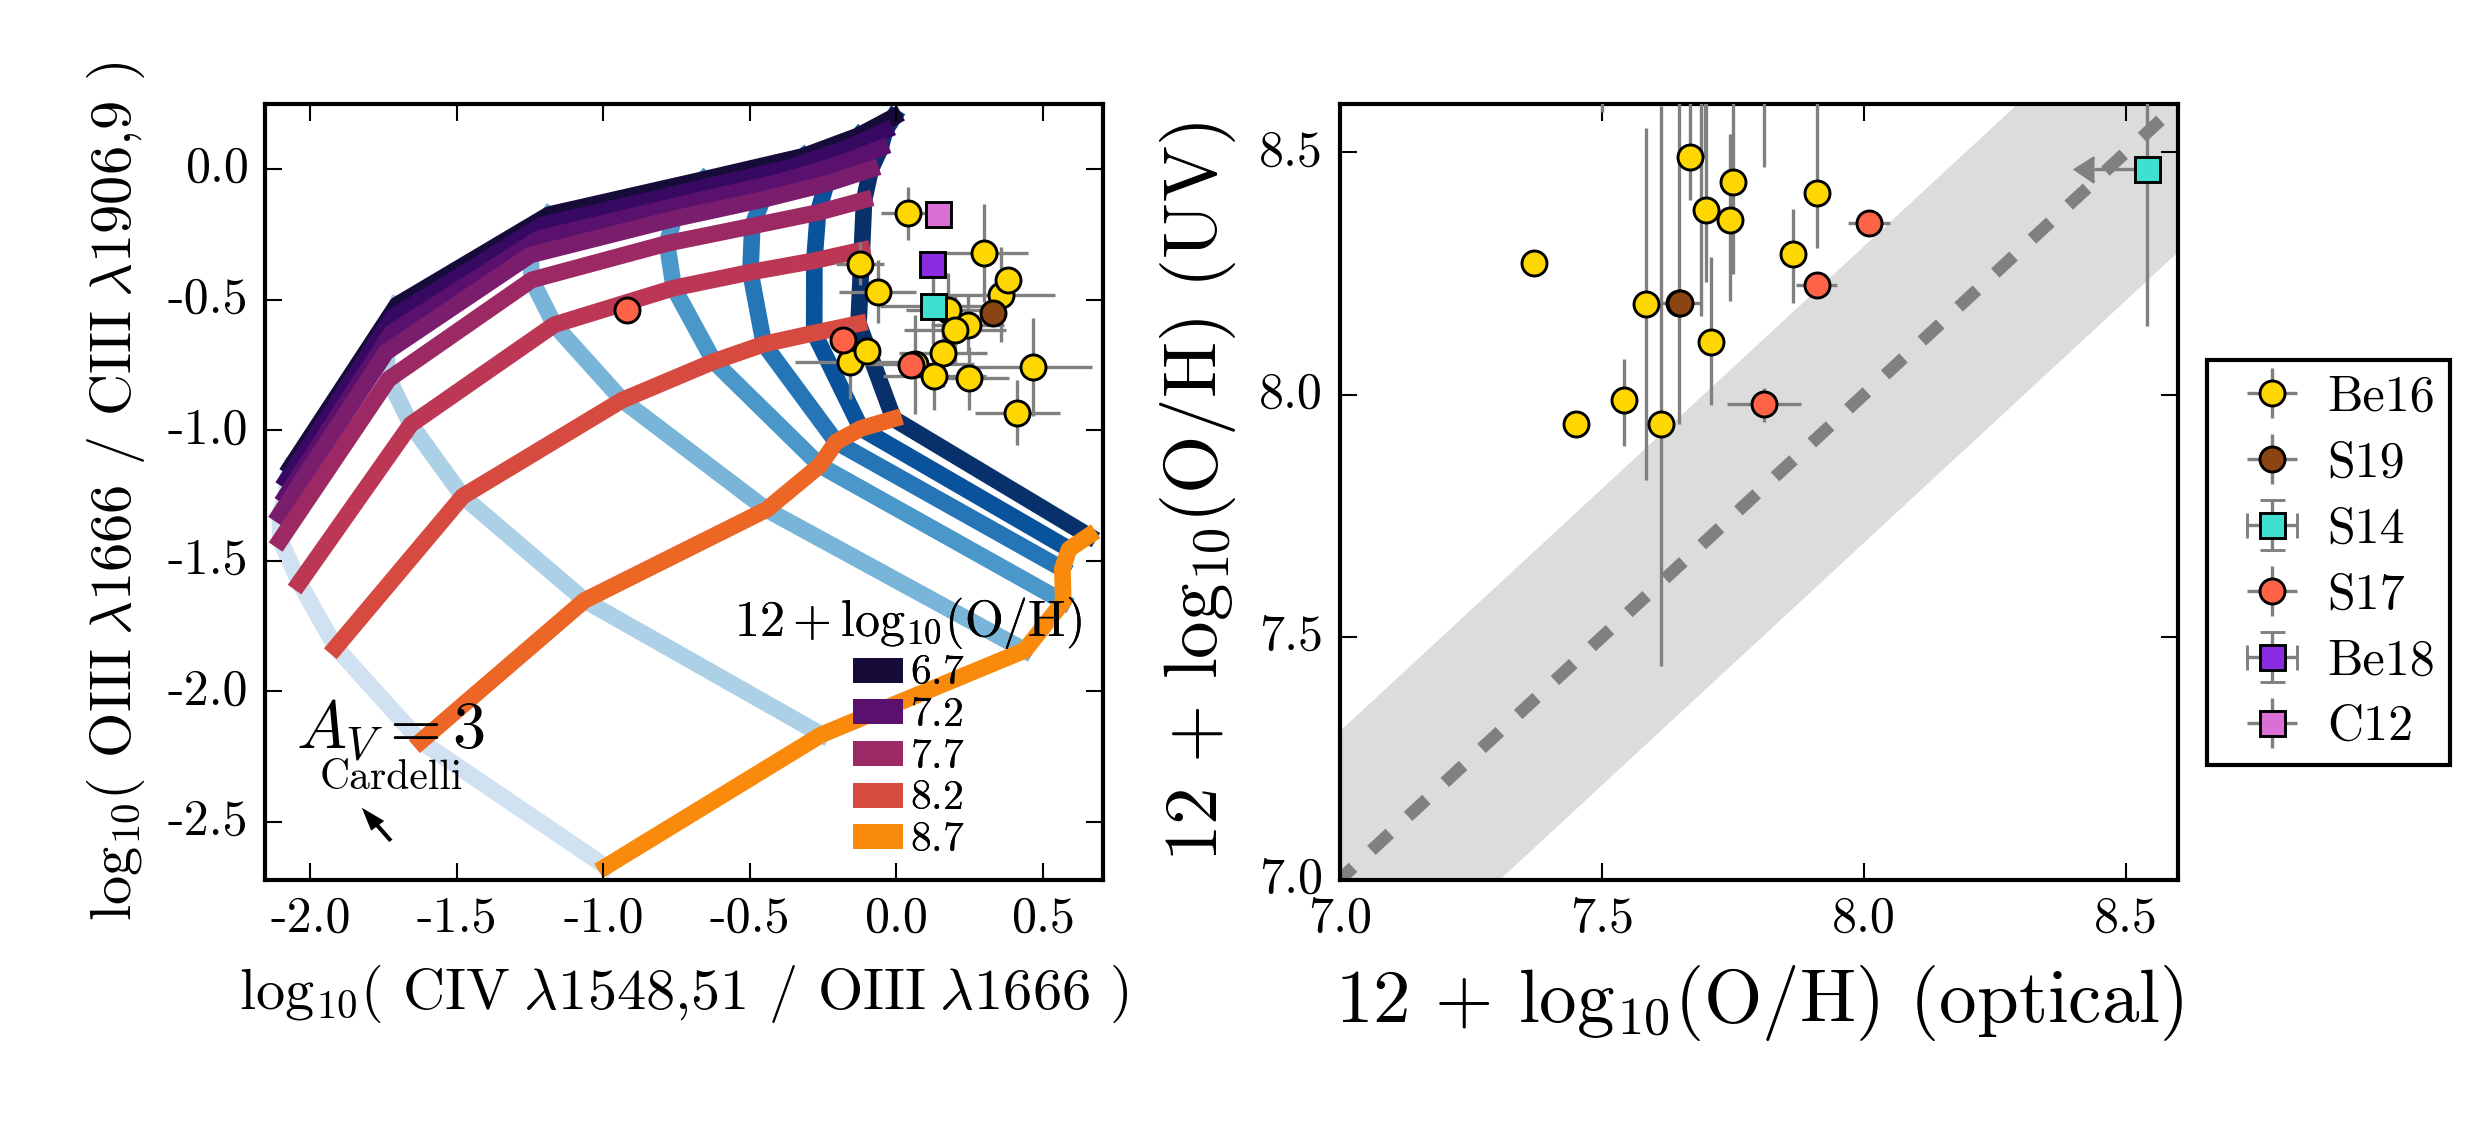 log₁₀( OIII λ1666 / CIII λ1906,9 )
0.0
-0.5
-1.0
-1.5
-2.0
-2.5
12 + log₁₀(O/H)
6.7
7.2
7.7
8.2
8.7
A_V = 3
Cardelli
-2.0 -1.5 -1.0 -0.5 0.0 0.5
log₁₀( CIV λ1548,51 / OIII λ1666 )
12 + log₁₀(O/H) (UV)
8.5
8.0
7.5
7.0
7.0 7.5 8.0 8.5
12 + log₁₀(O/H) (optical)
Be16
S19
S14
S17
Be18
C12